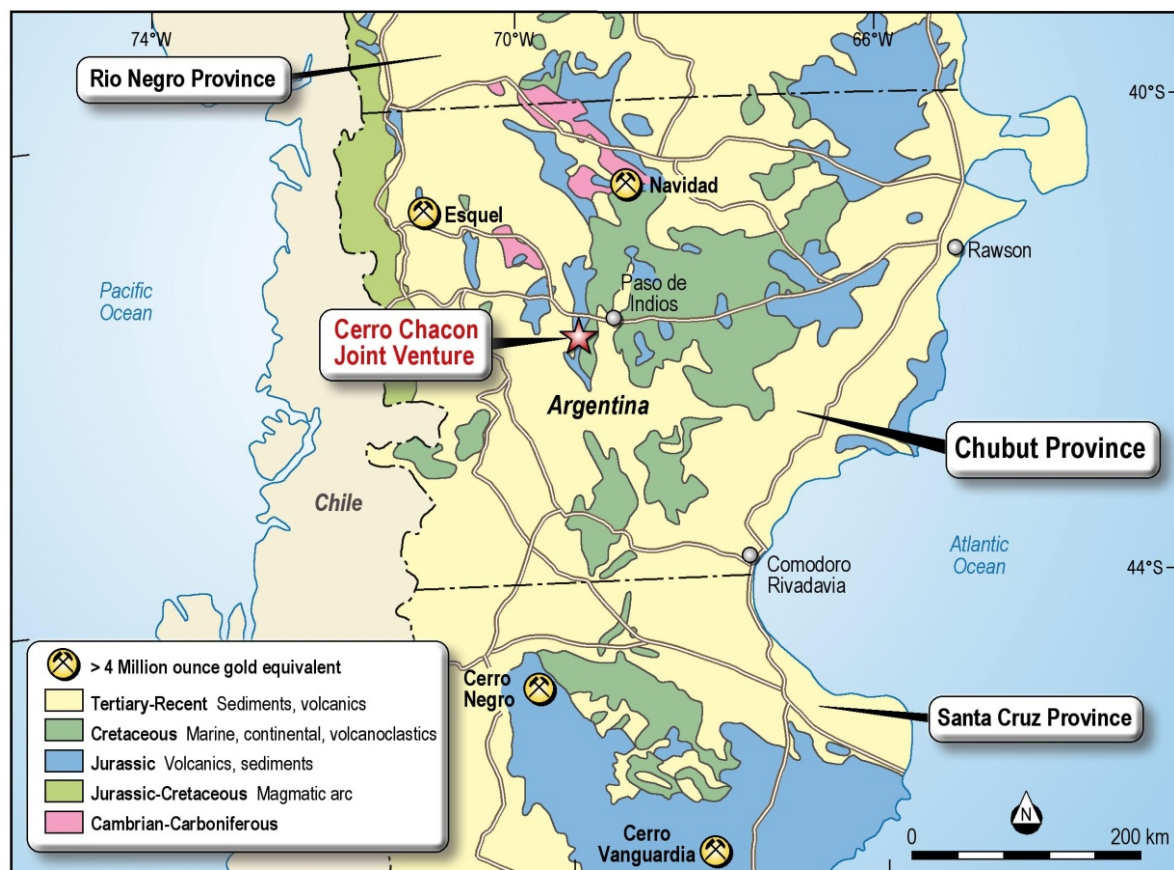 74°W
70°W
66°W
Rio Negro Province
40°S
Navidad
Esquel
Rawson
Pacific
Ocean
Paso de
Indios
Cerro Chacon
Joint Venture
Argentina
Chubut Province
Chile
Atlantic
Ocean
Comodoro
Rivadavia
44°S
> 4 Million ounce gold equivalent
Tertiary-Recent Sediments, volcanics
Cretaceous Marine, continental, volcanoclastics
Jurassic Volcanics, sediments
Jurassic-Cretaceous Magmatic arc
Cambrian-Carboniferous
Cerro
Negro
Santa Cruz Province
Cerro
Vanguardia
N
0 200 km